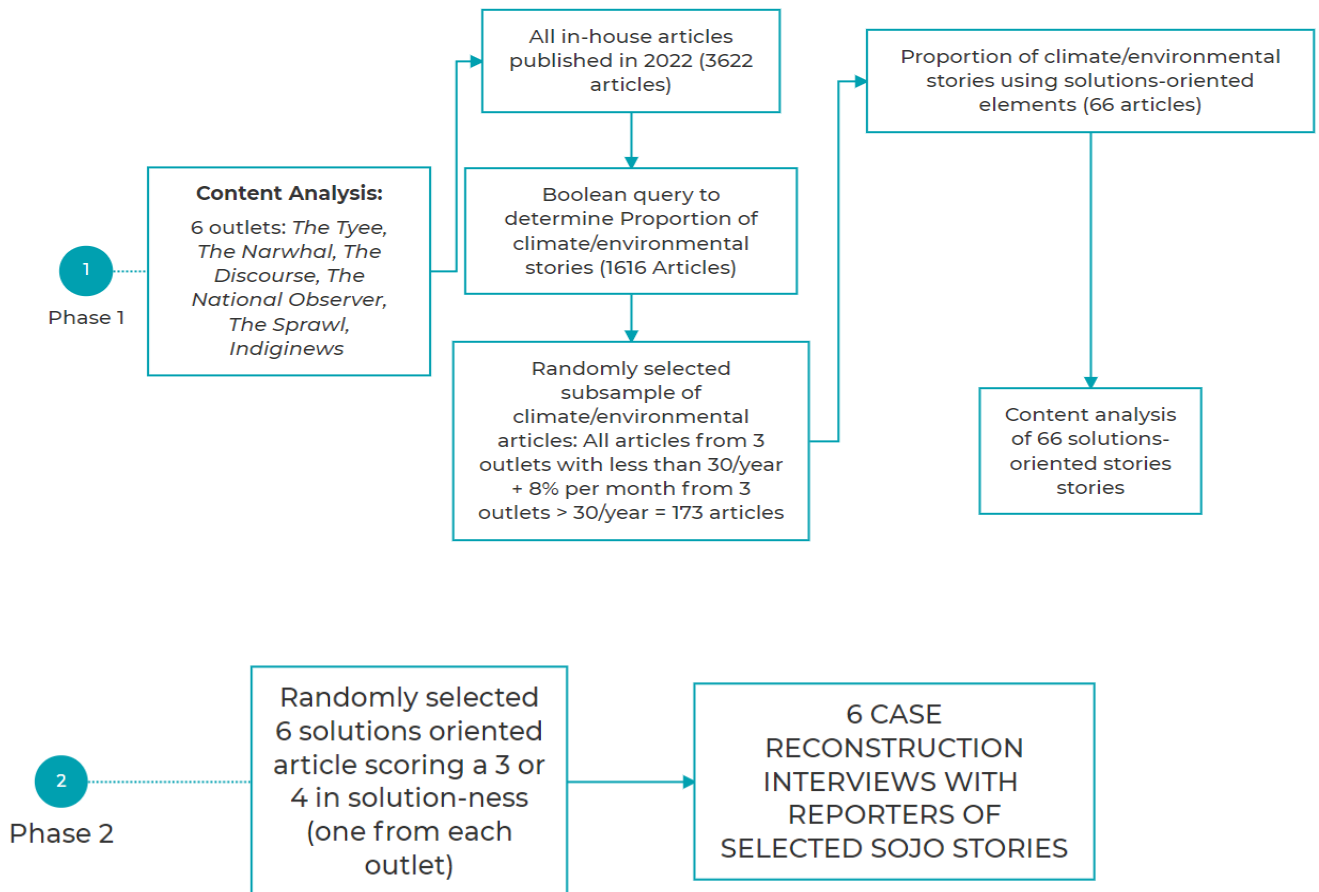 All in-house articles
published in 2022 (3622
articles)
Proportion of climate/environmental
stories using solutions-oriented
elements (66 articles)
Content Analysis:
6 outlets: The Tyee,
The Narwhal, The
Discourse, The
National Observer,
The Sprawl,
Indiginews
Boolean query to
determine Proportion of
climate/environmental
stories (1616 Articles)
1
Phase 1
Randomly selected
subsample of
climate/environmental
articles: All articles from 3
outlets with less than 30/year
+ 8% per month from 3
outlets > 30/year = 173 articles
Content analysis
of 66 solutions-
oriented stories
stories
2
Phase 2
Randomly selected
6 solutions oriented
article scoring a 3 or
4 in solution-ness
(one from each
outlet)
6 CASE
RECONSTRUCTION
INTERVIEWS WITH
REPORTERS OF
SELECTED SOJO STORIES